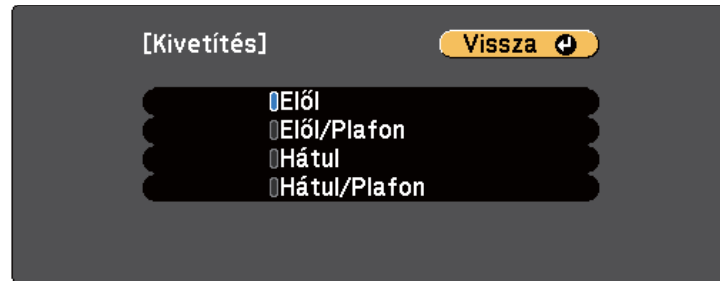 [Kivetítés]
Vissza
Elől
Elől/Plafon
Hátul
Hátul/Plafon